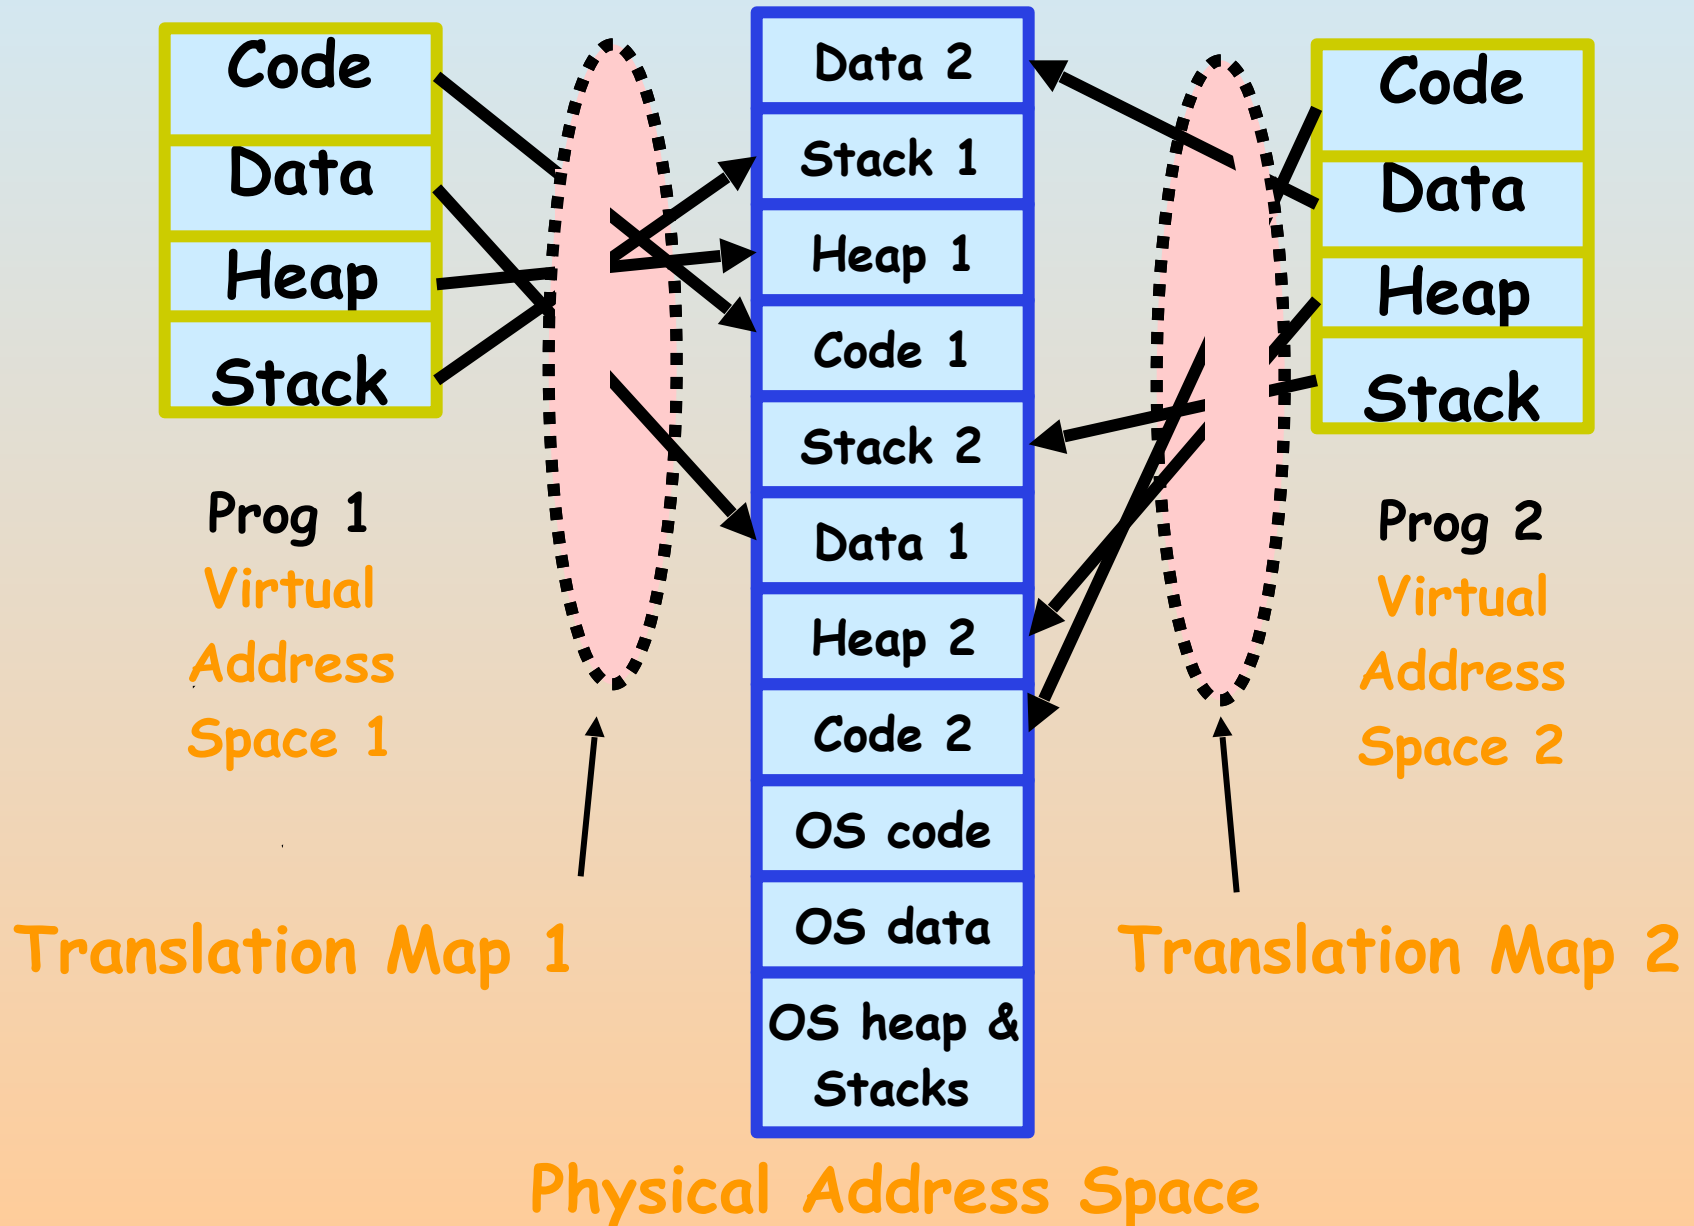 Code
Data
Heap
Stack
Prog 1
Virtual
Address
Space 1
Translation Map 1
Data 2
Stack 1
Heap 1
Code 1
Stack 2
Data 1
Heap 2
Code 2
OS code
OS data
OS heap &
Stacks
Physical Address Space
Code
Data
Heap
Stack
Prog 2
Virtual
Address
Space 2
Translation Map 2